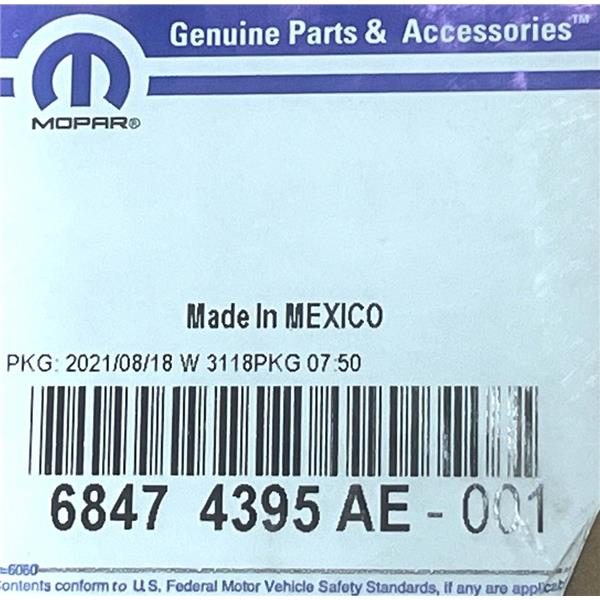 Genuine Parts & Accessories™
MOPAR®
Made In MEXICO
PKG: 2021/08/18 W 3118PKG 07:50
6847 4395 AE - 001
-6060
Contents conform to U.S. Federal Motor Vehicle Safety Standards, if any are